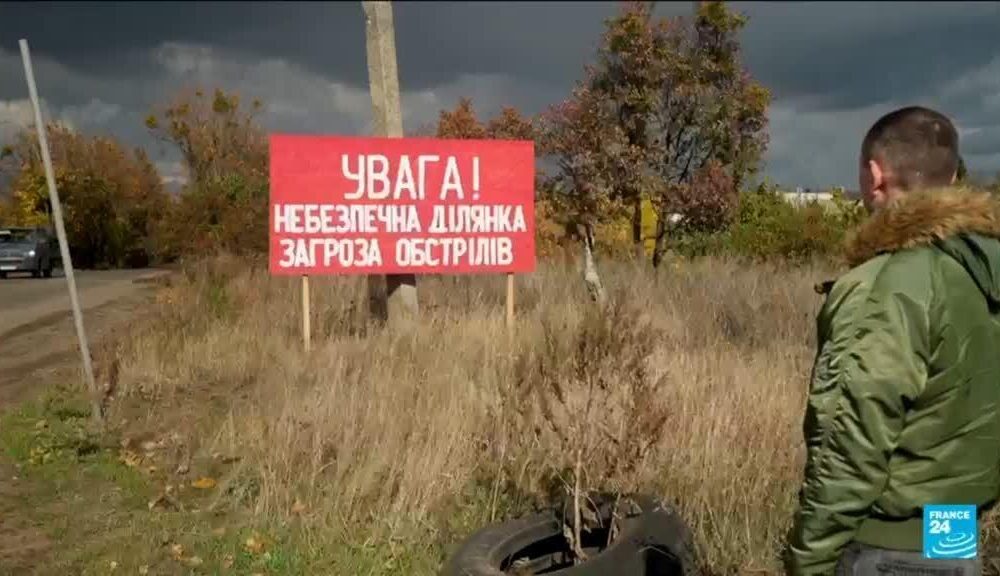 УВАГА!
НЕБЕЗПЕЧНА ДІЛЯНКА
ЗАГРОЗА ОБСТРІЛІВ
FRANCE
24